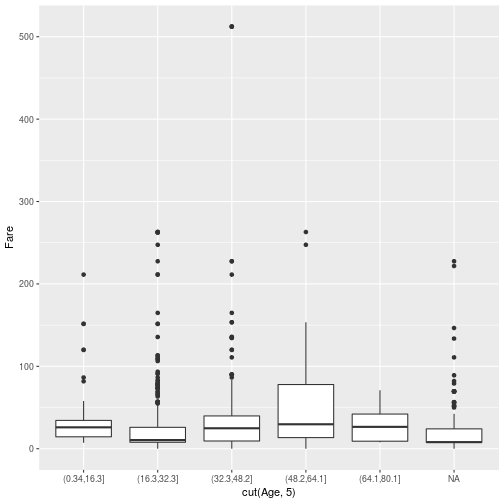 500
400
300
200
100
0
Fare
(0.34,16.3] (16.3,32.3] (32.3,48.2] (48.2,64.1] (64.1,80.1] NA
cut(Age, 5)